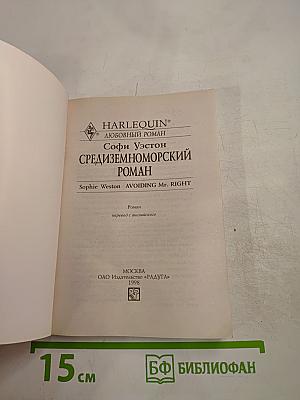 HARLEQUIN®
ЛЮБОВНЫЙ РОМАН
Софи Уэстон
СРЕДИЗЕМНОМОРСКИЙ
РОМАН
Sophie Weston AVOIDING Mr. RIGHT
Роман
перевод с английского
МОСКВА
ОАО Издательство «РАДУГА»
1998
15 см
БФ БИБЛИОФАН